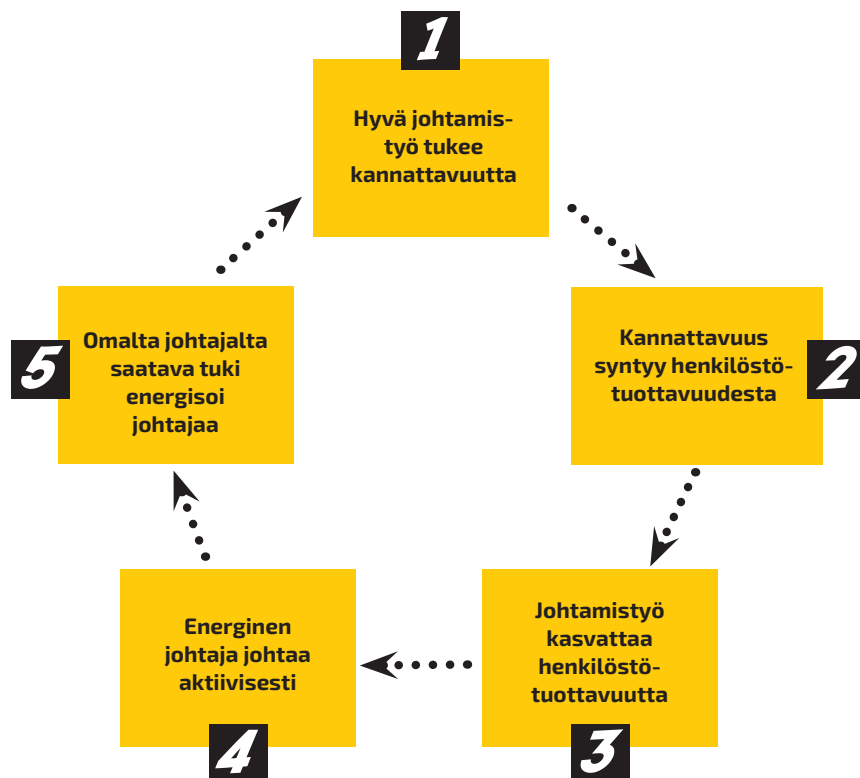 1
Hyvä johtamis-
työ tukee
kannattavuutta
2
Kannattavuus
syntyy henkilöstö-
tuottavuudesta
3
Johtamistyö
kasvattaa
henkilöstö-
tuottavuutta
4
Energinen
johtaja johtaa
aktiivisesti
5
Omalta johtajalta
saatava tuki
energisoi
johtajaa